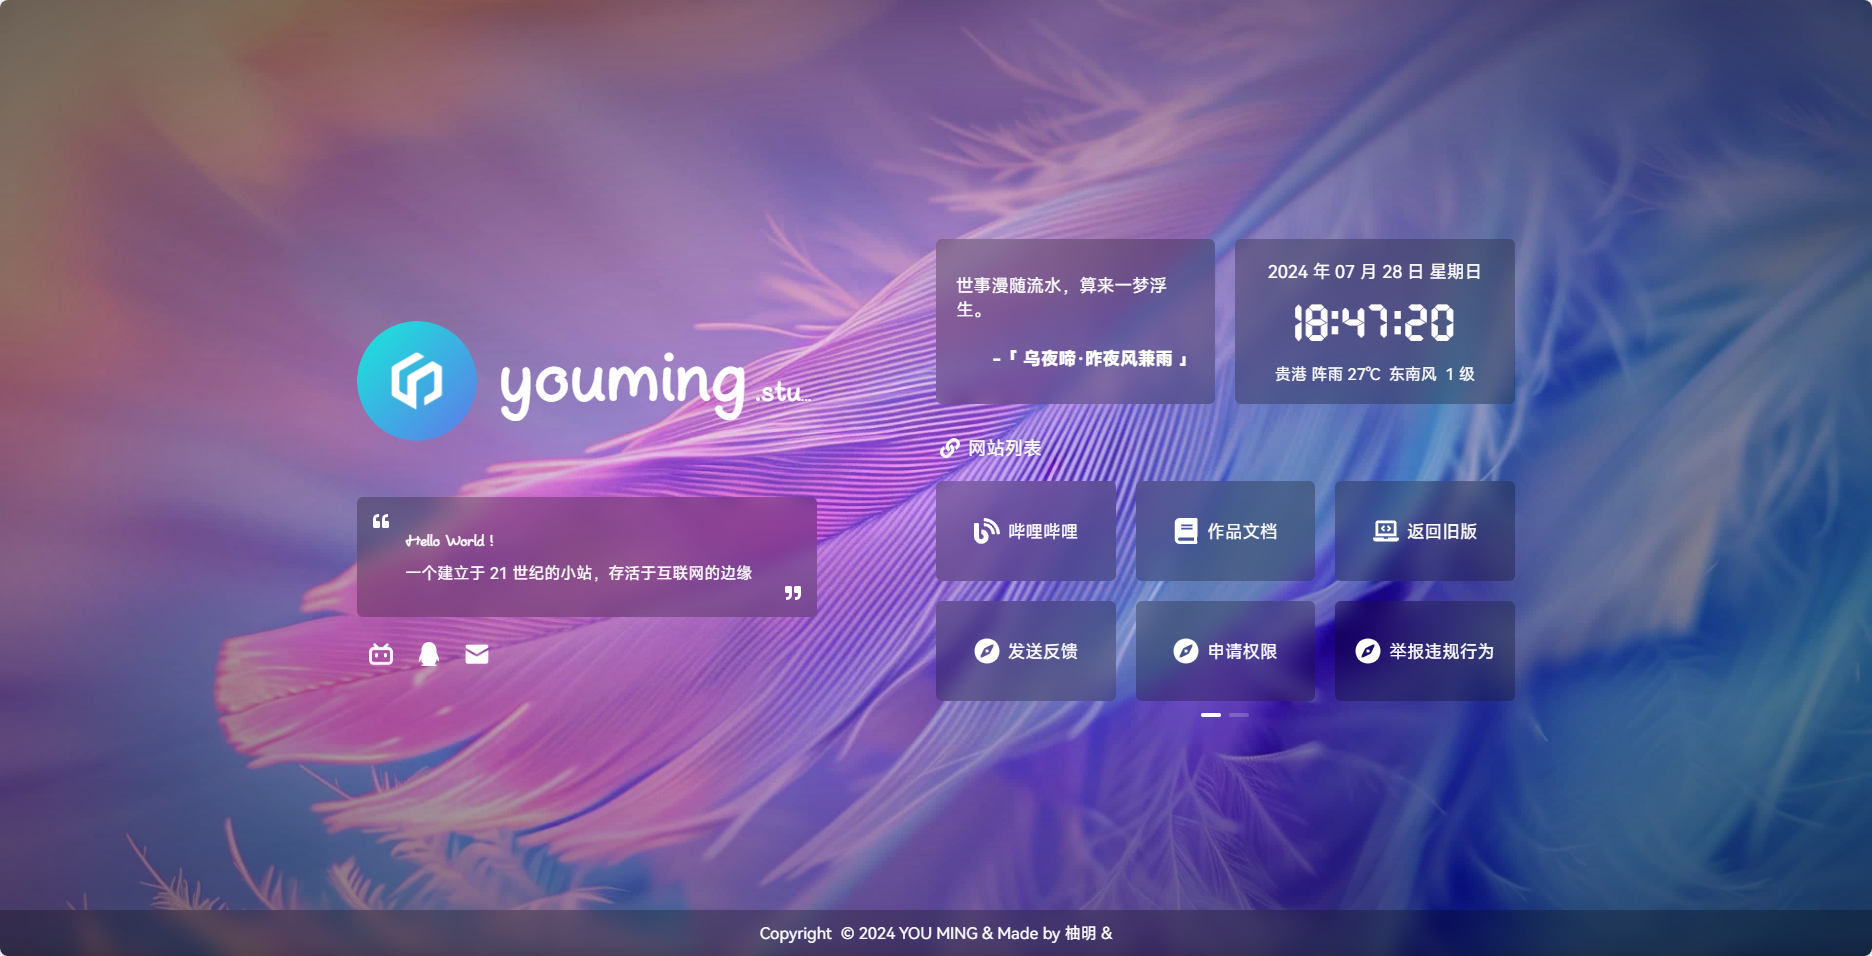 youming.stu...
Hello World !
一个建立于 21 世纪的小站，存活于互联网的边缘
世事漫随流水，算来一梦浮
生。
-「 乌夜啼·昨夜风兼雨 」
2024 年 07 月 28 日 星期日
18:47:20
贵港 阵雨 27℃ 东南风 1 级
网站列表
哔哩哔哩
作品文档
返回旧版
发送反馈
申请权限
举报违规行为
Copyright © 2024 YOU MING & Made by 柚明 &